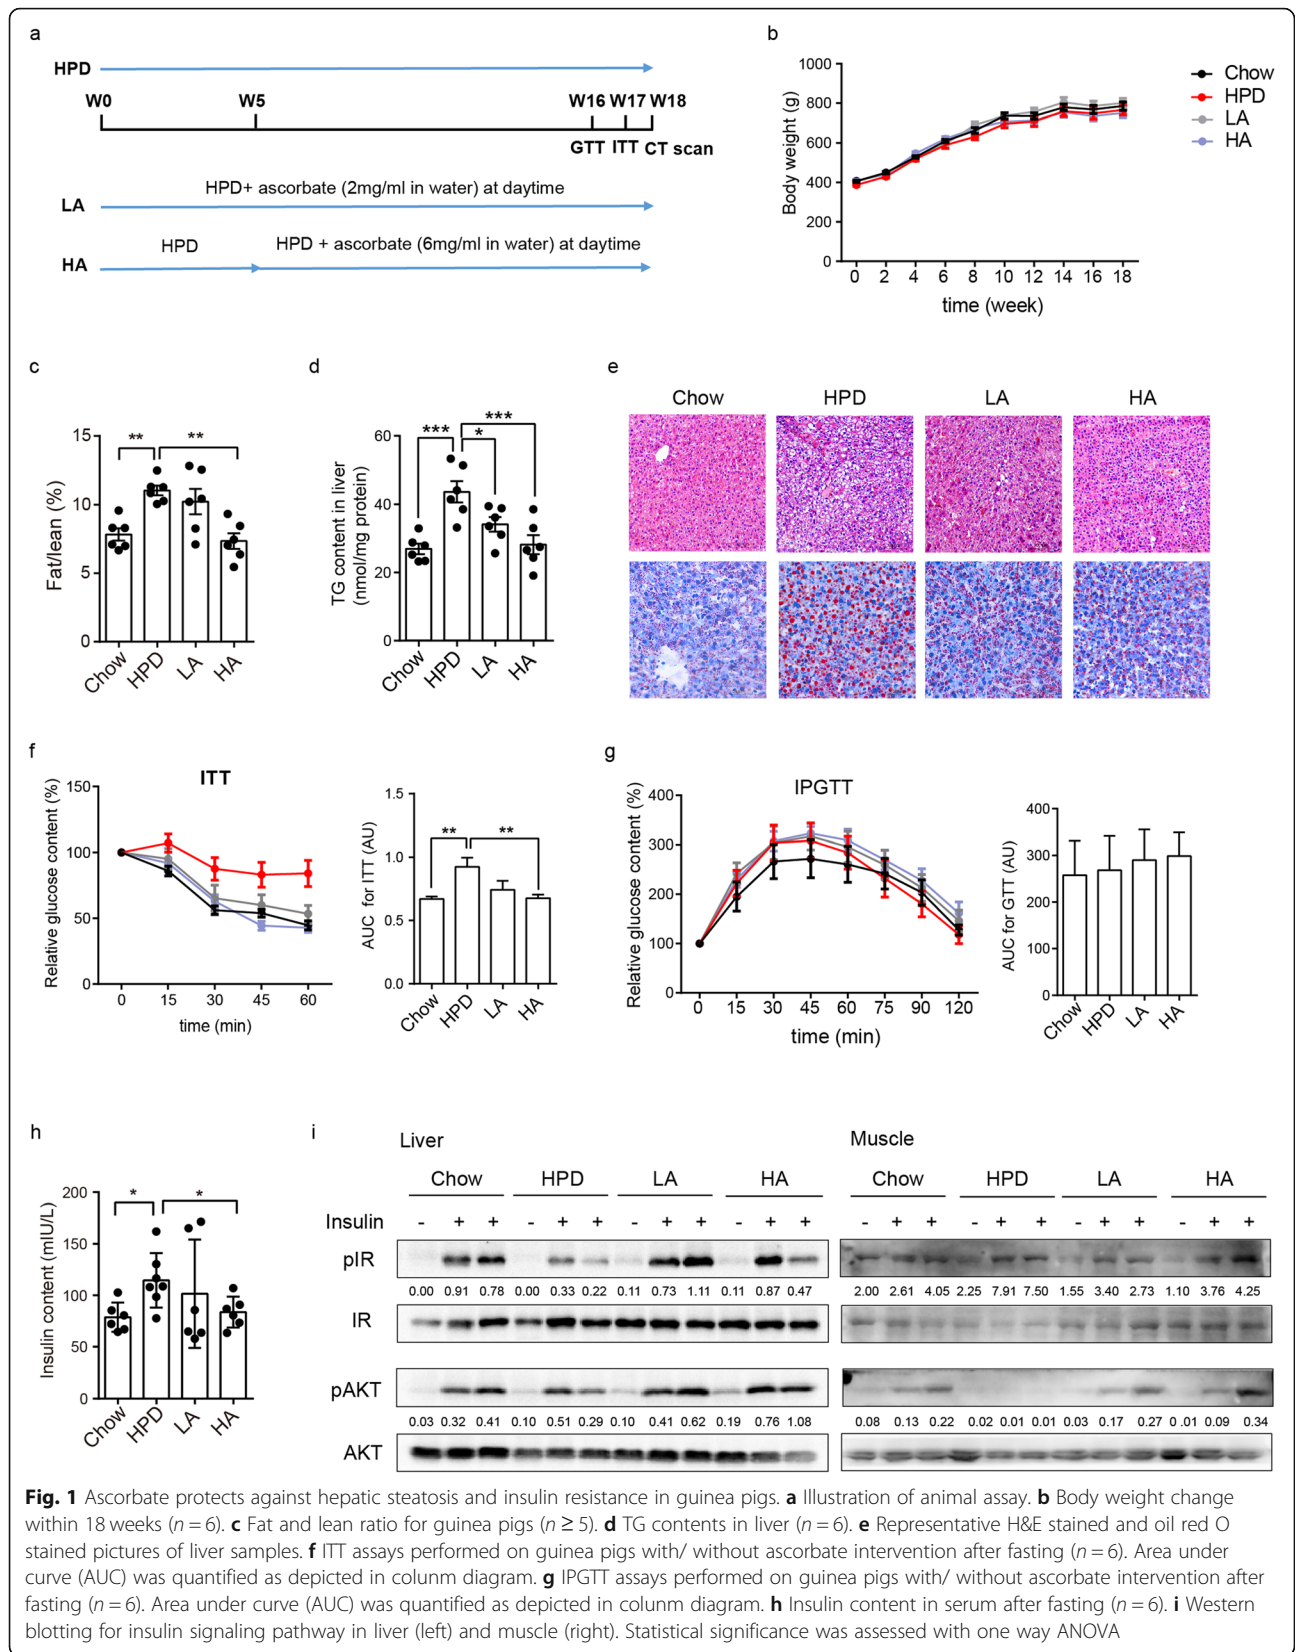 a
HPD
W0 W5 W16 W17 W18
GTT ITT CT scan
HPD+ ascorbate (2mg/ml in water) at daytime
LA
HPD HPD + ascorbate (6mg/ml in water) at daytime
HA
b
1000
800
600
400
200
0
Body weight (g)
0 2 4 6 8 10 12 14 16 18
time (week)
Chow
HPD
LA
HA
c
15
10
5
0
Fat/lean (%)
** **
Chow HPD LA HA
d
60
40
20
0
TG content in liver
(nmol/mg protein)
*** * ***
Chow HPD LA HA
e
Chow HPD LA HA
f
ITT
150
100
50
0
Relative glucose content (%)
0 15 30 45 60
time (min)
1.5
1.0
0.5
0.0
AUC for ITT (AU)
** **
Chow HPD LA HA
g
IPGTT
400
300
200
100
0
Relative glucose content (%)
0 15 30 45 60 75 90 120
time (min)
400
300
200
100
0
AUC for GTT (AU)
Chow HPD LA HA
h
200
150
100
50
0
Insulin content (mIU/L)
* *
Chow HPD LA HA
i
Liver Muscle
Chow HPD LA HA Chow HPD LA HA
Insulin - + + - + + - + + - + + - + + - + + - + + - + +
pIR
0.00 0.91 0.78 0.00 0.33 0.22 0.11 0.73 1.11 0.11 0.87 0.47 2.00 2.61 4.05 2.25 7.91 7.50 1.55 3.40 2.73 1.10 3.76 4.25
IR
pAKT
0.03 0.32 0.41 0.10 0.51 0.29 0.10 0.41 0.62 0.19 0.76 1.08 0.08 0.13 0.22 0.02 0.01 0.01 0.03 0.17 0.27 0.01 0.09 0.34
AKT
Fig. 1 Ascorbate protects against hepatic steatosis and insulin resistance in guinea pigs. a Illustration of animal assay. b Body weight change
within 18 weeks (n = 6). c Fat and lean ratio for guinea pigs (n ≥ 5). d TG contents in liver (n = 6). e Representative H&E stained and oil red O
stained pictures of liver samples. f ITT assays performed on guinea pigs with/ without ascorbate intervention after fasting (n = 6). Area under
curve (AUC) was quantified as depicted in colunm diagram. g IPGTT assays performed on guinea pigs with/ without ascorbate intervention after
fasting (n = 6). Area under curve (AUC) was quantified as depicted in colunm diagram. h Insulin content in serum after fasting (n = 6). i Western
blotting for insulin signaling pathway in liver (left) and muscle (right). Statistical significance was assessed with one way ANOVA